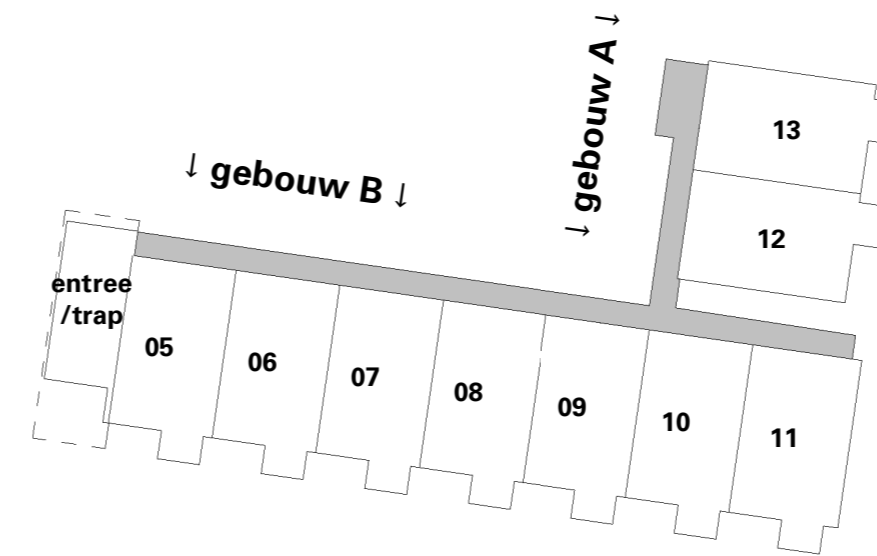 → gebouw A →
↓ gebouw B ↓
13
12
entree
/trap
05
06
07
08
09
10
11